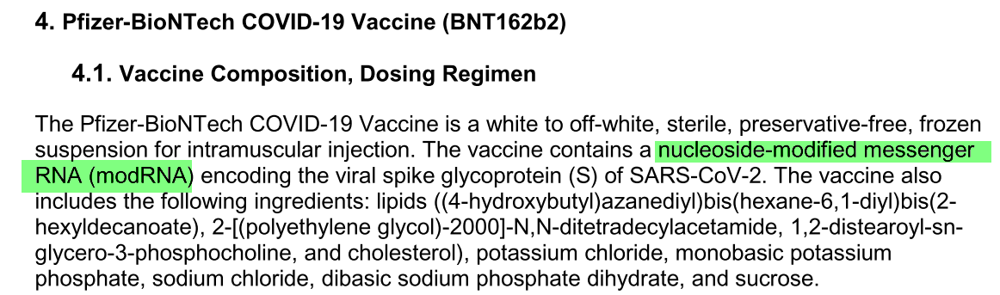 4. Pfizer-BioNTech COVID-19 Vaccine (BNT162b2)
4.1. Vaccine Composition, Dosing Regimen
The Pfizer-BioNTech COVID-19 Vaccine is a white to off-white, sterile, preservative-free, frozen
suspension for intramuscular injection. The vaccine contains a nucleoside-modified messenger
RNA (modRNA) encoding the viral spike glycoprotein (S) of SARS-CoV-2. The vaccine also
includes the following ingredients: lipids ((4-hydroxybutyl)azanediyl)bis(hexane-6,1-diyl)bis(2-
hexyldecanoate), 2-[(polyethylene glycol)-2000]-N,N-ditetradecylacetamide, 1,2-distearoyl-sn-
glycero-3-phosphocholine, and cholesterol), potassium chloride, monobasic potassium
phosphate, sodium chloride, dibasic sodium phosphate dihydrate, and sucrose.